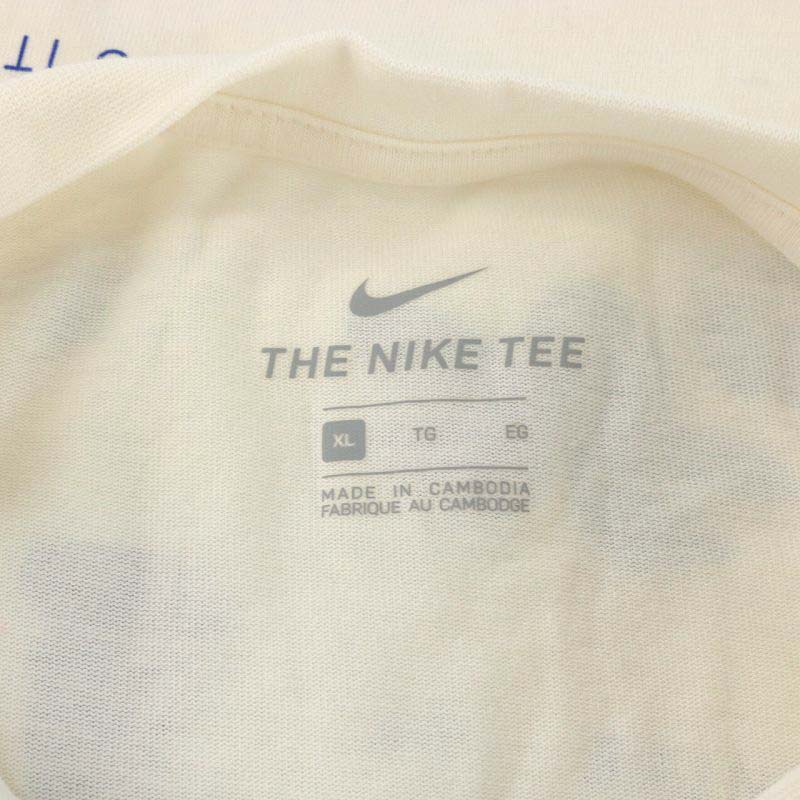 THE NIKE TEE
XL TG EG
MADE IN CAMBODIA
FABRIQUE AU CAMBODGE